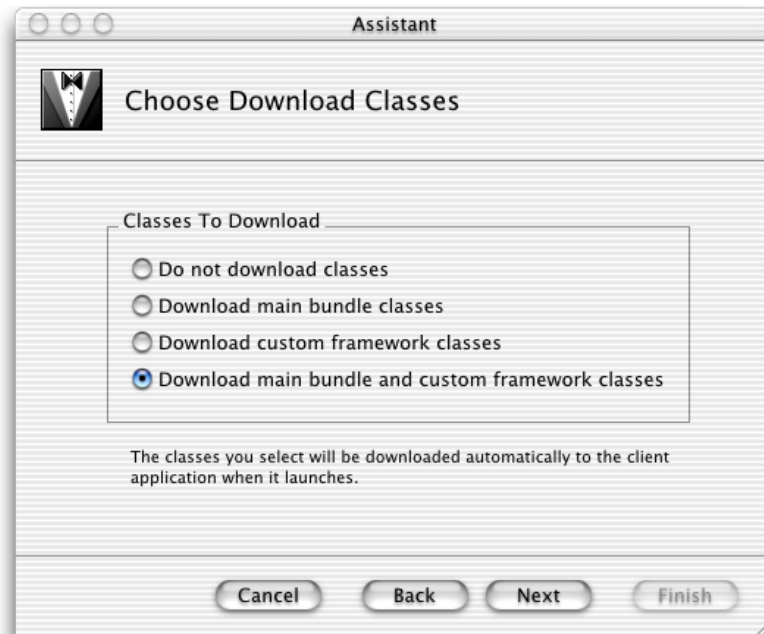 Assistant
Choose Download Classes
Classes To Download
Do not download classes
Download main bundle classes
Download custom framework classes
Download main bundle and custom framework classes
The classes you select will be downloaded automatically to the client
application when it launches.
Cancel Back Next Finish